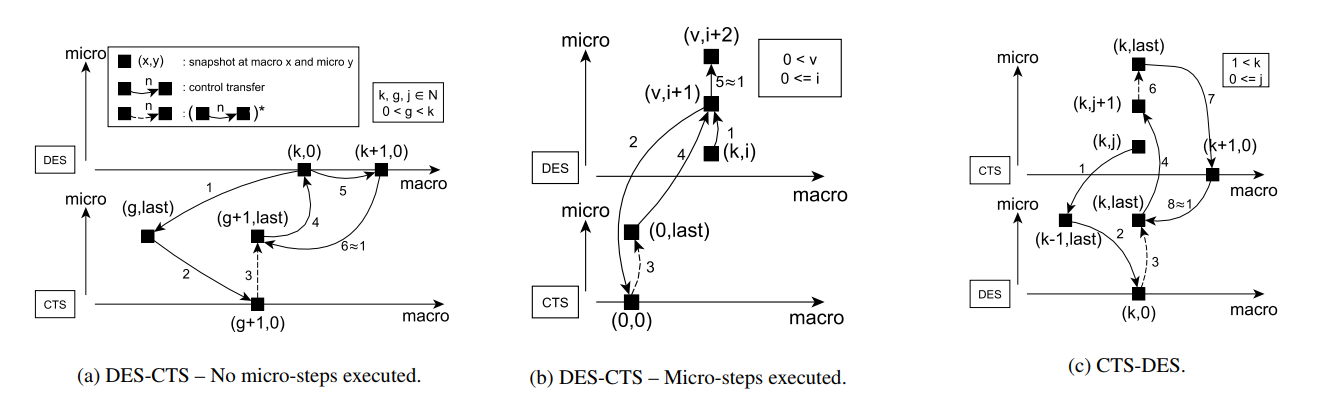 micro
(x,y) : snapshot at macro x and micro y
n : control transfer
n : ( n )*
k, g, j ∈ N
0 < g < k
DES
(k,0)
(k+1,0)
macro
1
5
micro
(g,last)
(g+1,last)
4
6≈1
2
3
CTS
(g+1,0)
macro
(a) DES-CTS – No micro-steps executed.
(v,i+2)
micro
0 < v
0 <= i
5≈1
(v,i+1)
2
1
4
(k,i)
DES
macro
micro
(0,last)
3
CTS
(0,0)
macro
(b) DES-CTS – Micro-steps executed.
(k,last)
micro
1 < k
0 <= j
6
7
(k,j+1)
(k,j)
(k+1,0)
1
4
CTS
macro
micro
(k,last)
8≈1
(k-1,last)
2
3
DES
(k,0)
macro
(c) CTS-DES.